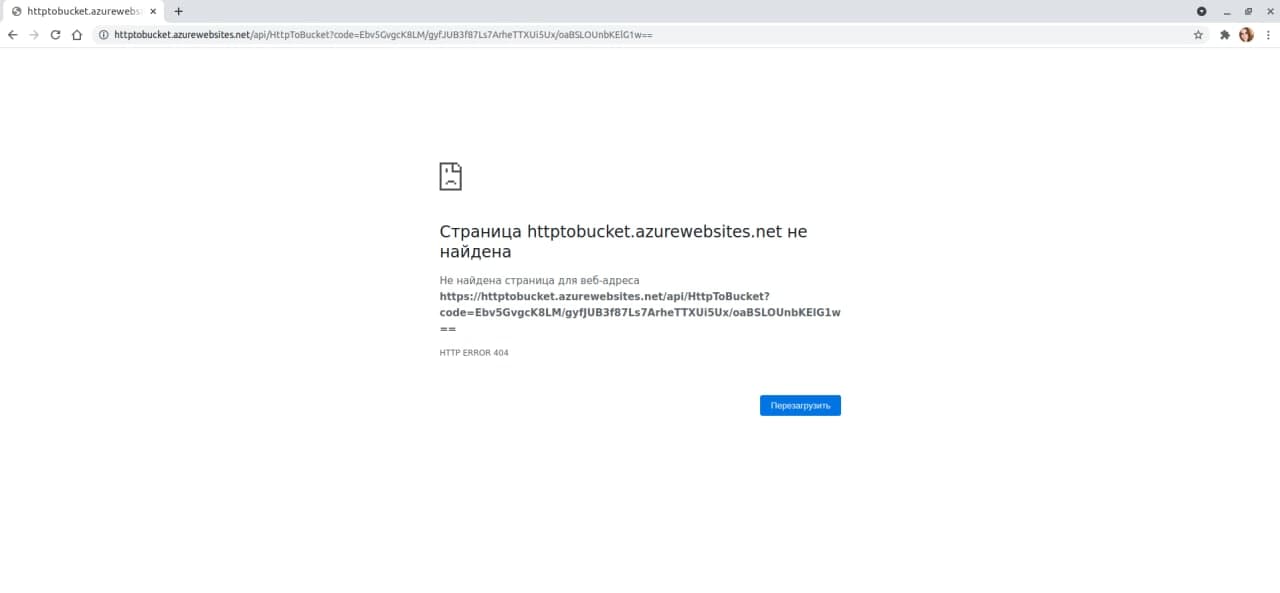 httptobucket.azurewebs
httptobucket.azurewebsites.net/api/HttpToBucket?code=Ebv5GvgcK8LM/gyfJUB3f87Ls7ArheTTXUi5Ux/oaBSLOUnbKElG1w==
Страница httptobucket.azurewebsites.net не
найдена
Не найдена страница для веб-адреса
https://httptobucket.azurewebsites.net/api/HttpToBucket?
code=Ebv5GvgcK8LM/gyfJUB3f87Ls7ArheTTXUi5Ux/oaBSLOUnbKElG1w
==
HTTP ERROR 404
Перезагрузить